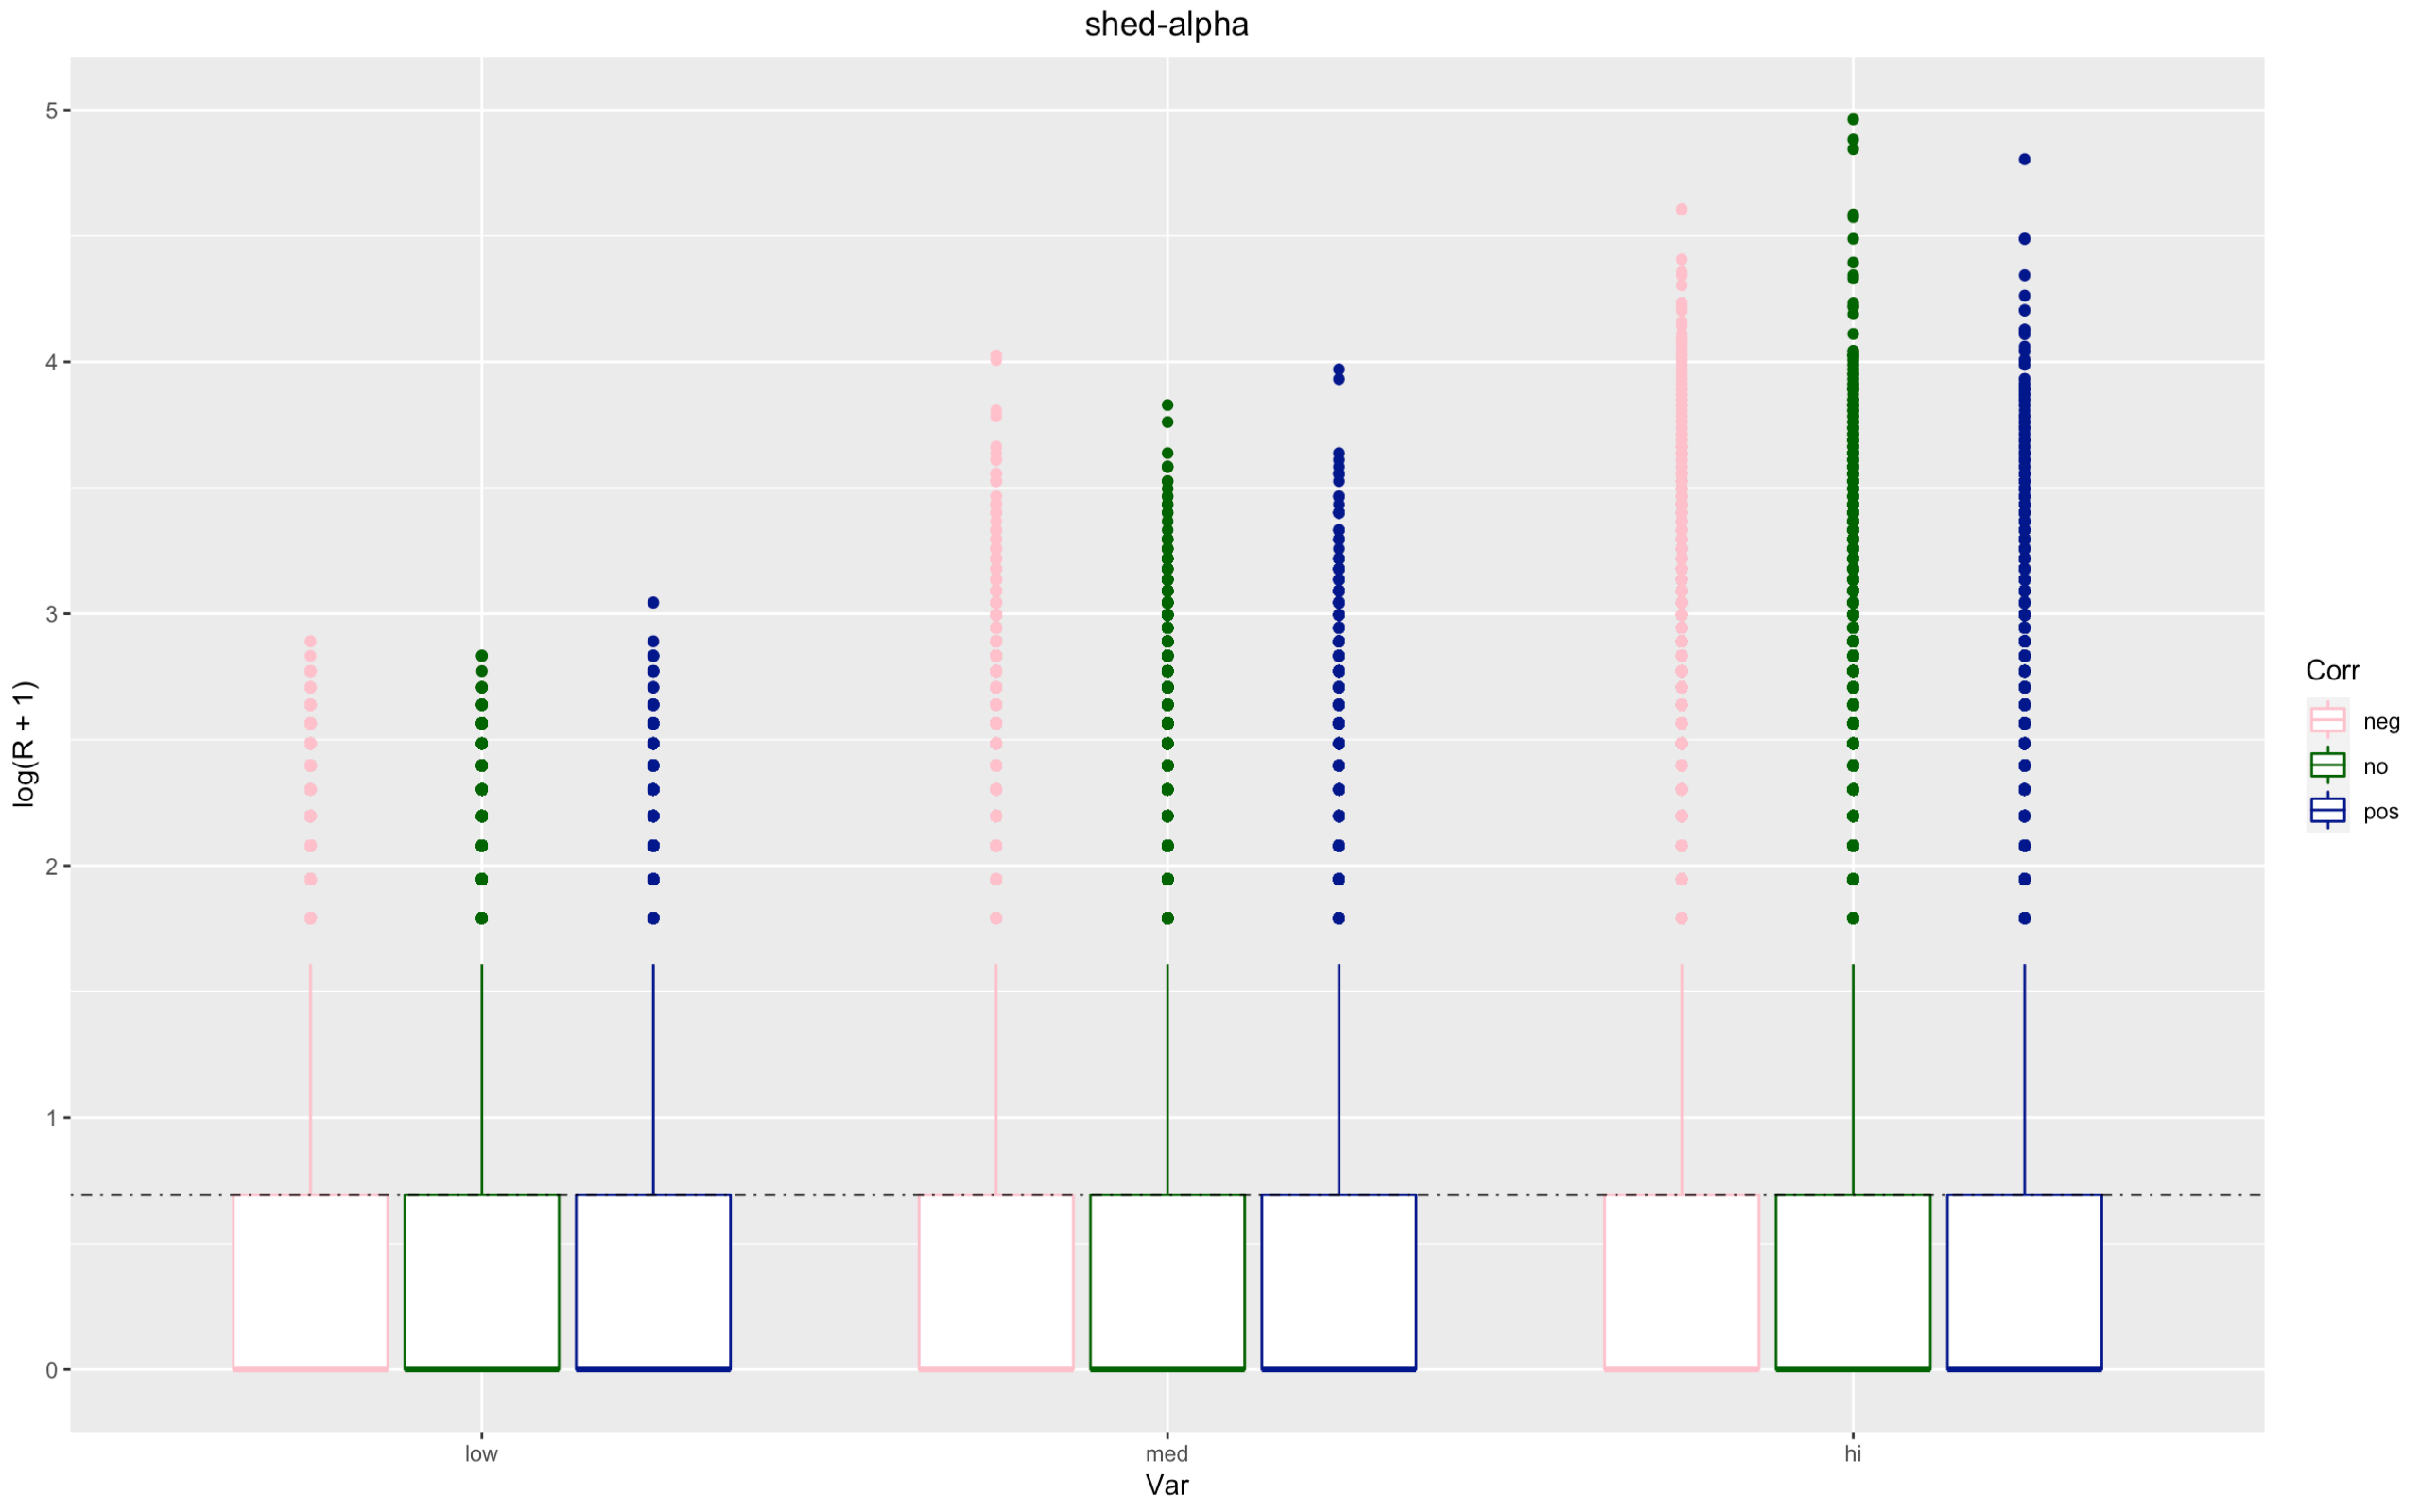 shed-alpha
5
4
3
2
1
0
log(R + 1)
low
med
hi
Var
Corr
neg
no
pos